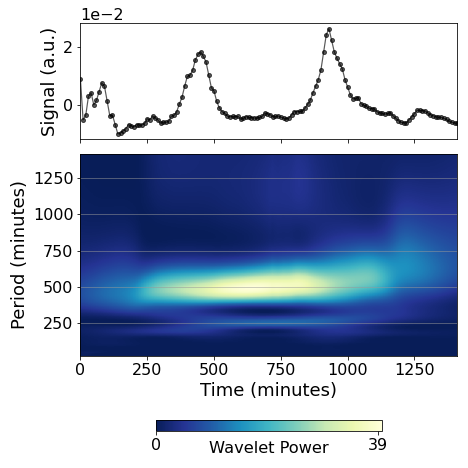 1e−2
Signal (a.u.)
2
0
Period (minutes)
1250
1000
750
500
250
0 250 500 750 1000 1250
Time (minutes)
0 39
Wavelet Power